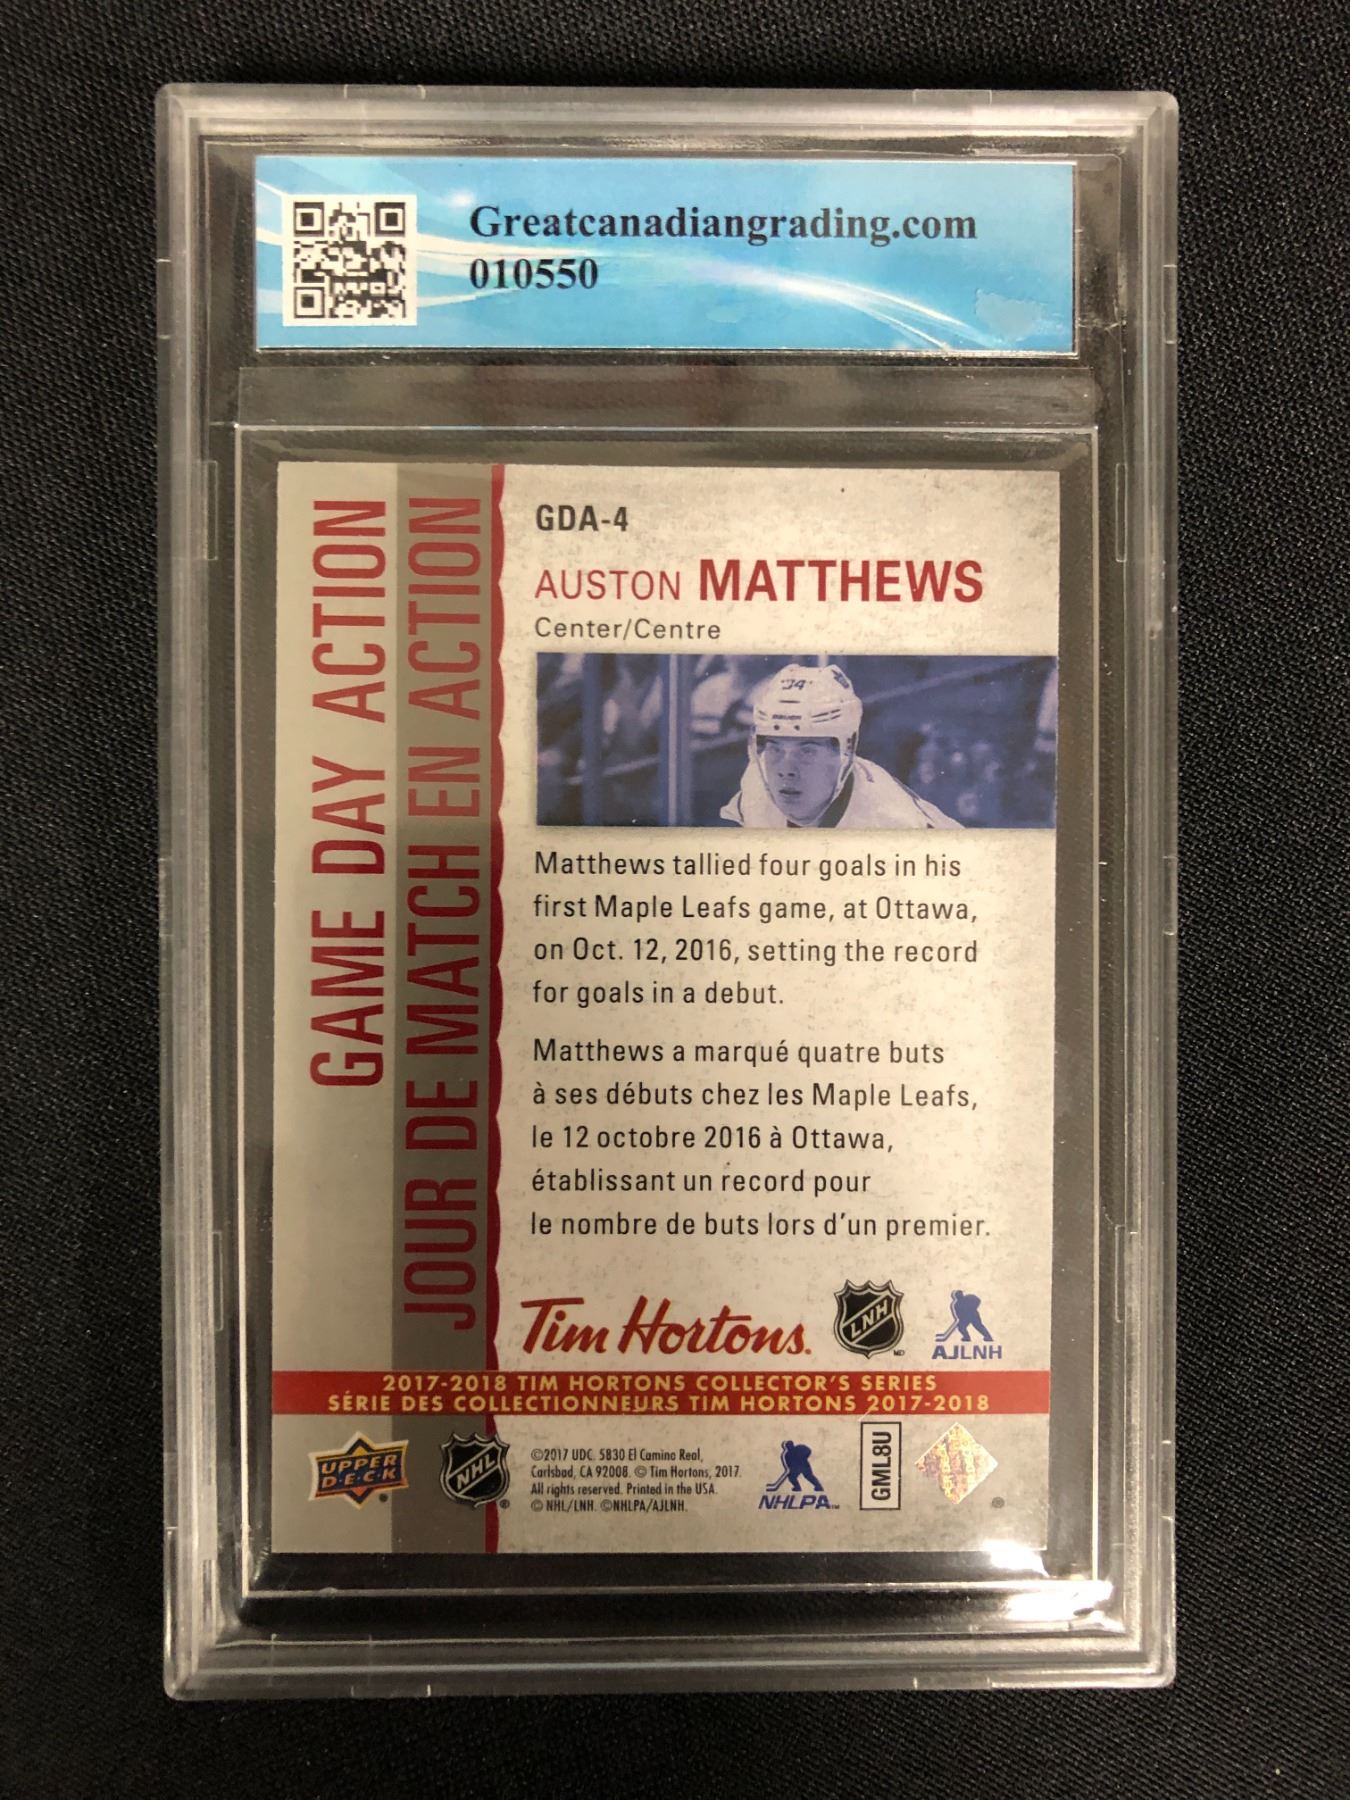 Greatcanadiangrading.com
010550
GAME DAY ACTION
JOUR DE MATCH EN ACTION
GDA-4
AUSTON MATTHEWS
Center/Centre
34
BAUER
Matthews tallied four goals in his
first Maple Leafs game, at Ottawa,
on Oct. 12, 2016, setting the record
for goals in a debut.
Matthews a marqué quatre buts
à ses débuts chez les Maple Leafs,
le 12 octobre 2016 à Ottawa,
établissant un record pour
le nombre de buts lors d'un premier.
Tim Hortons.
LNH
MD
AJLNH
2017-2018 TIM HORTONS COLLECTOR'S SERIES
SÉRIE DES COLLECTIONNEURS TIM HORTONS 2017-2018
UPPER
D·E·C·K
®
NHL
®
©2017 UDC. 5830 El Camino Real,
Carlsbad, CA 92008. © Tim Hortons, 2017.
All rights reserved. Printed in the USA.
© NHL/LNH. ©NHLPA/AJLNH.
NHLPA™
GML8U
®